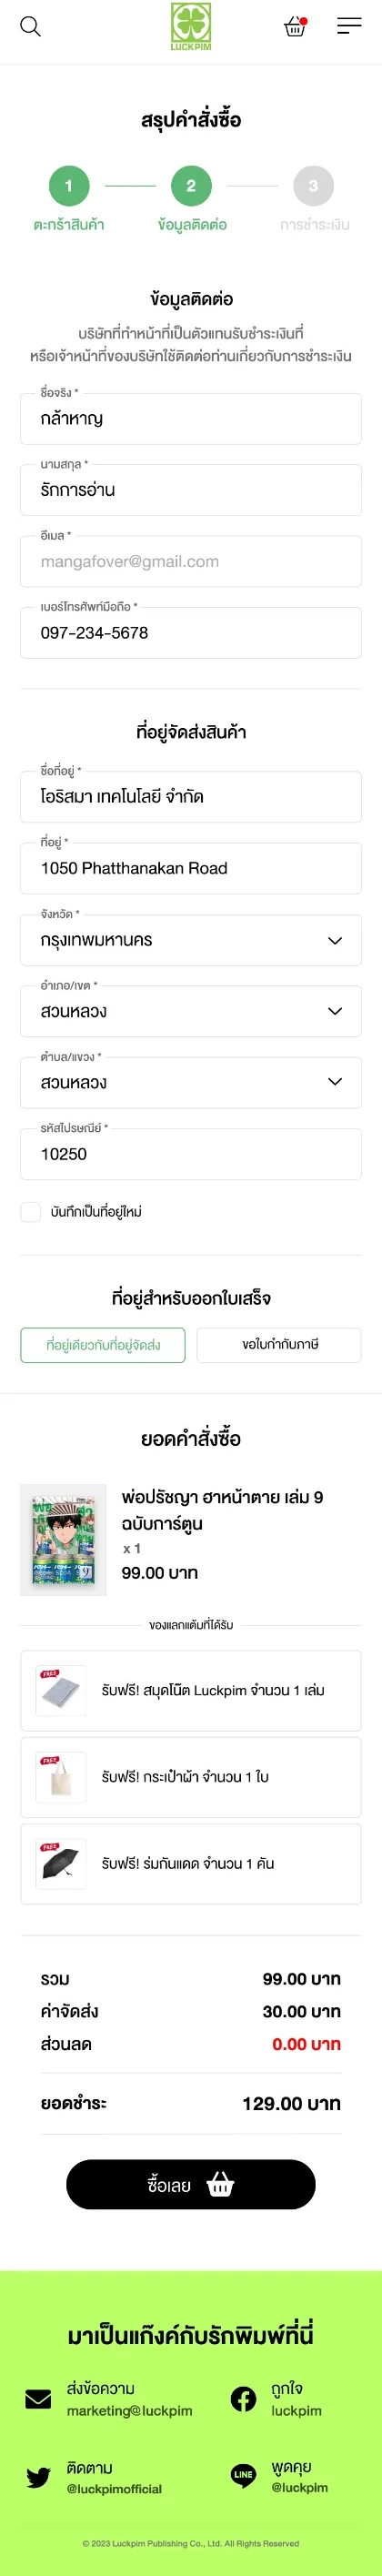 LUCKPIM
สรุปคำสั่งซื้อ
1
2
3
ตะกร้าสินค้า
ข้อมูลติดต่อ
การชำระเงิน
ข้อมูลติดต่อ
บริษัทที่ทำหน้าที่เป็นตัวแทนรับชำระเงินที่
หรือเจ้าหน้าที่ของบริษัทใช้ติดต่อท่านเกี่ยวกับการชำระเงิน
ชื่อจริง *
กล้าหาญ
นามสกุล *
รักการอ่าน
อีเมล *
mangafover@gmail.com
เบอร์โทรศัพท์มือถือ *
097-234-5678
ที่อยู่จัดส่งสินค้า
ชื่อที่อยู่ *
โอริสมา เทคโนโลยี จำกัด
ที่อยู่ *
1050 Phatthanakan Road
จังหวัด *
กรุงเทพมหานคร
อำเภอ/เขต *
สวนหลวง
ตำบล/แขวง *
สวนหลวง
รหัสไปรษณีย์ *
10250
บันทึกเป็นที่อยู่ใหม่
ที่อยู่สำหรับออกใบเสร็จ
ที่อยู่เดียวกับที่อยู่จัดส่ง
ขอใบกำกับภาษี
ยอดคำสั่งซื้อ
พ่อปรัชญา ฮาหน้าตาย เล่ม 9
ฉบับการ์ตูน
x 1
99.00 บาท
ของแลกแต้มที่ได้รับ
FREE
รับฟรี! สมุดโน๊ต Luckpim จำนวน 1 เล่ม
FREE
รับฟรี! กระเป๋าผ้า จำนวน 1 ใบ
FREE
รับฟรี! ร่มกันแดด จำนวน 1 คัน
รวม 99.00 บาท
ค่าจัดส่ง 30.00 บาท
ส่วนลด 0.00 บาท
ยอดชำระ 129.00 บาท
ซื้อเลย
มาเป็นแก๊งค์กับรักพิมพ์ที่นี่
ส่งข้อความ
marketing@luckpim
ถูกใจ
luckpim
ติดตาม
@luckpimofficial
LINE
พูดคุย
@luckpim
© 2023 Luckpim Publishing Co., Ltd. All Rights Reserved